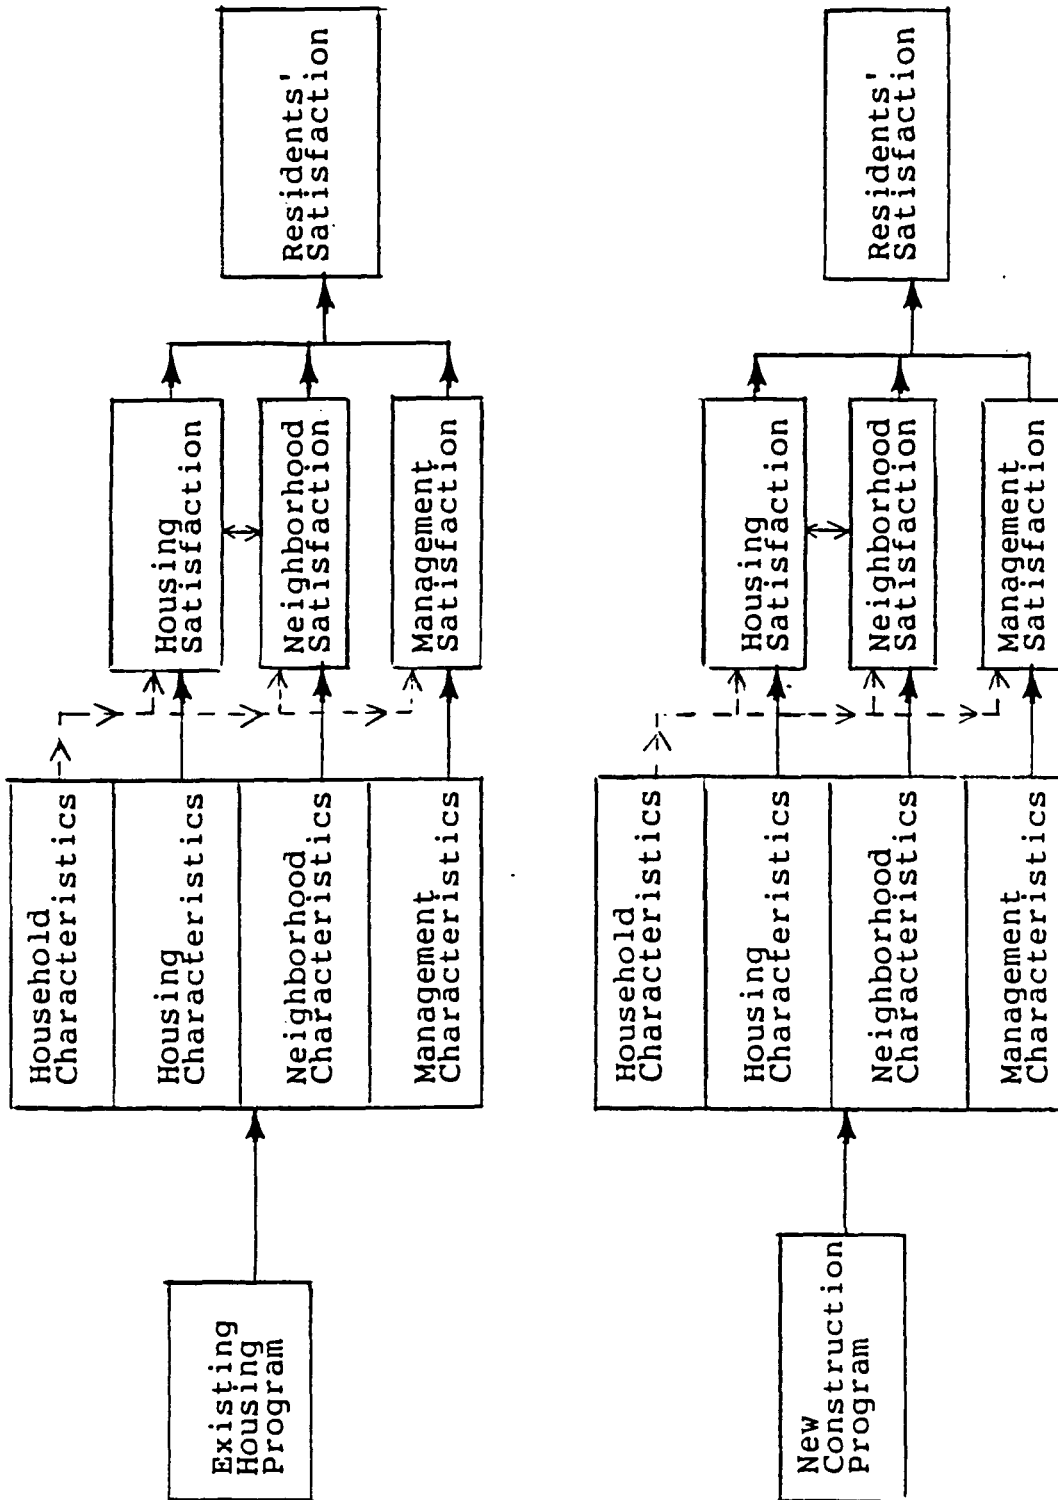 Existing
Housing
Program
Household
Characteristics
Housing
Characteristics
Neighborhood
Characteristics
Management
Characteristics
Housing
Satisfaction
Neighborhood
Satisfaction
Management
Satisfaction
Residents'
Satisfaction
New
Construction
Program
Household
Characteristics
Housing
Characteristics
Neighborhood
Characteristics
Management
Characteristics
Housing
Satisfaction
Neighborhood
Satisfaction
Management
Satisfaction
Residents'
Satisfaction